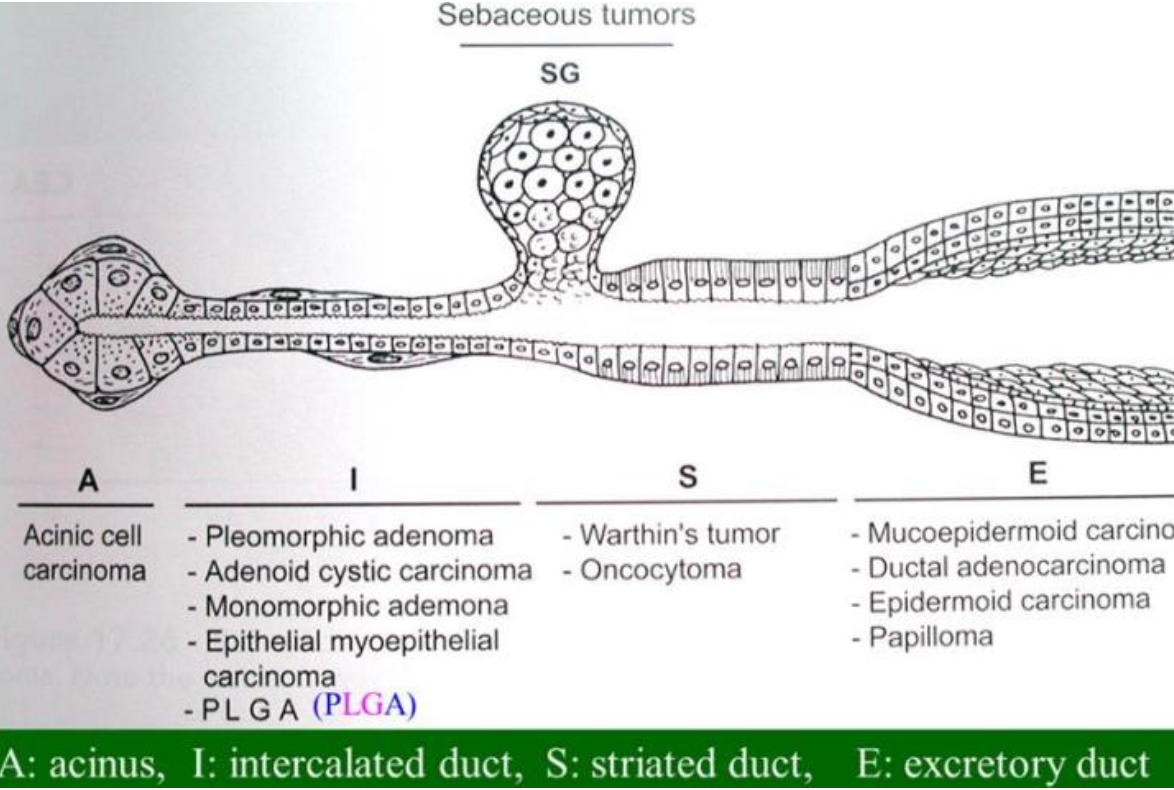 Sebaceous tumors
SG
A
I
S
E
Acinic cell
carcinoma
- Pleomorphic adenoma
- Adenoid cystic carcinoma
- Monomorphic ademona
- Epithelial myoepithelial
carcinoma
- P L G A (PLGA)
- Warthin's tumor
- Oncocytoma
- Mucoepidermoid carcino
- Ductal adenocarcinoma
- Epidermoid carcinoma
- Papilloma
A: acinus, I: intercalated duct, S: striated duct, E: excretory duct